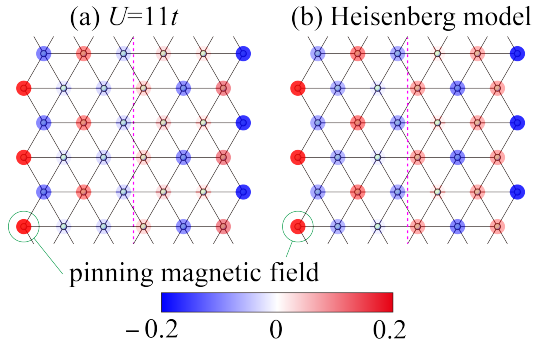 (a) U=11t
(b) Heisenberg model
pinning magnetic field
−0.2 0 0.2